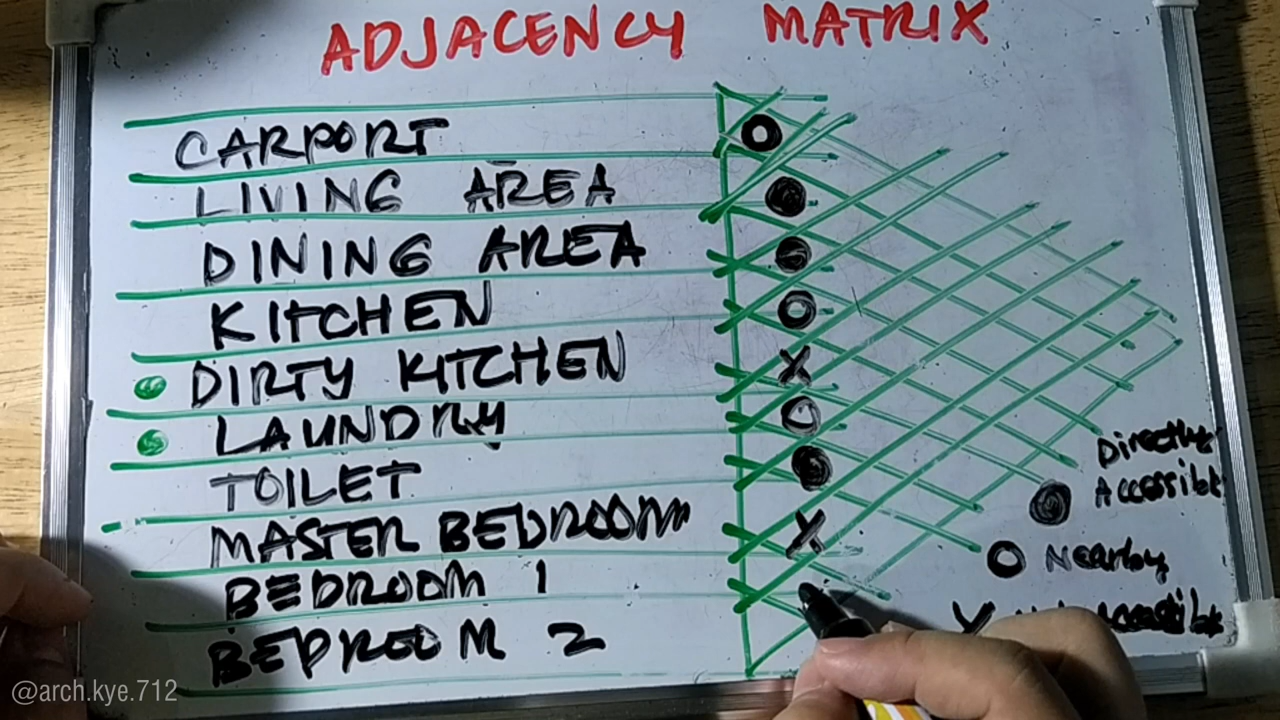 ADJACENCY MATRIX
CARPORT
LIVING AREA
DINING AREA
KITCHEN
DIRTY KITCHEN
LAUNDRY
TOILET
MASTER BEDROOM
BEDROOM 1
BEDROOM 2
X
X
Directly
Accessible
Nearby
X Accessible
@arch.kye.712